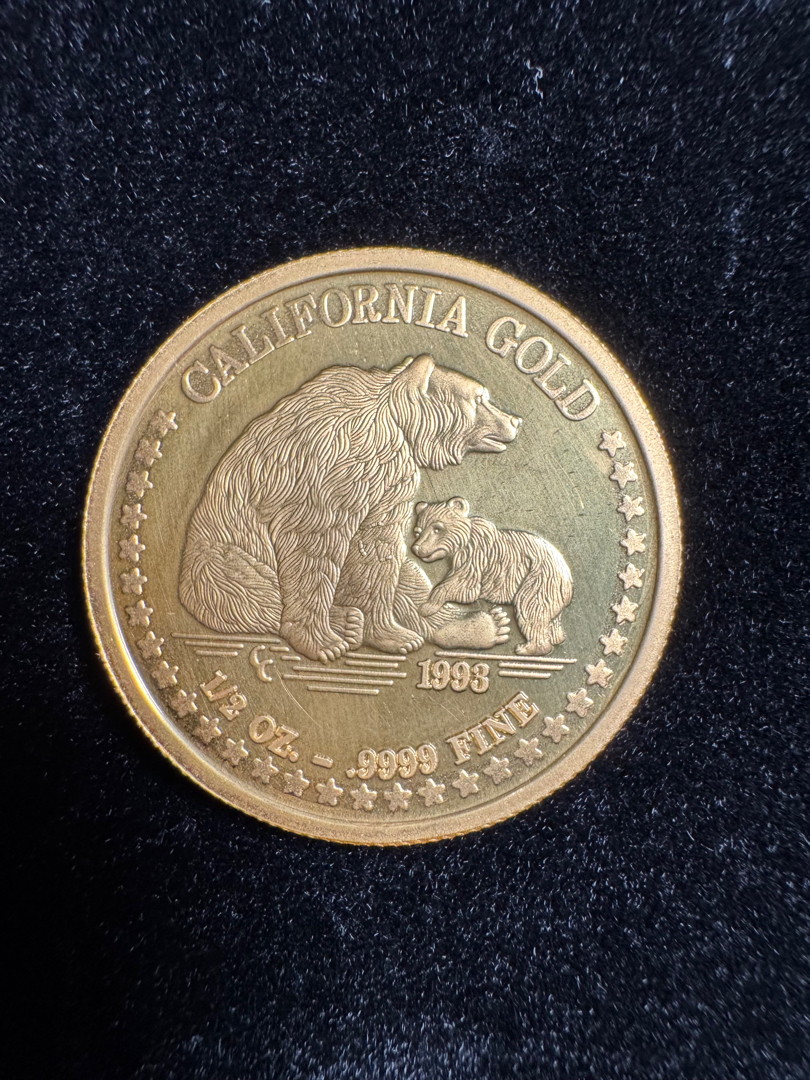 CALIFORNIA GOLD
1993
1/2 OZ. - .9999 FINE